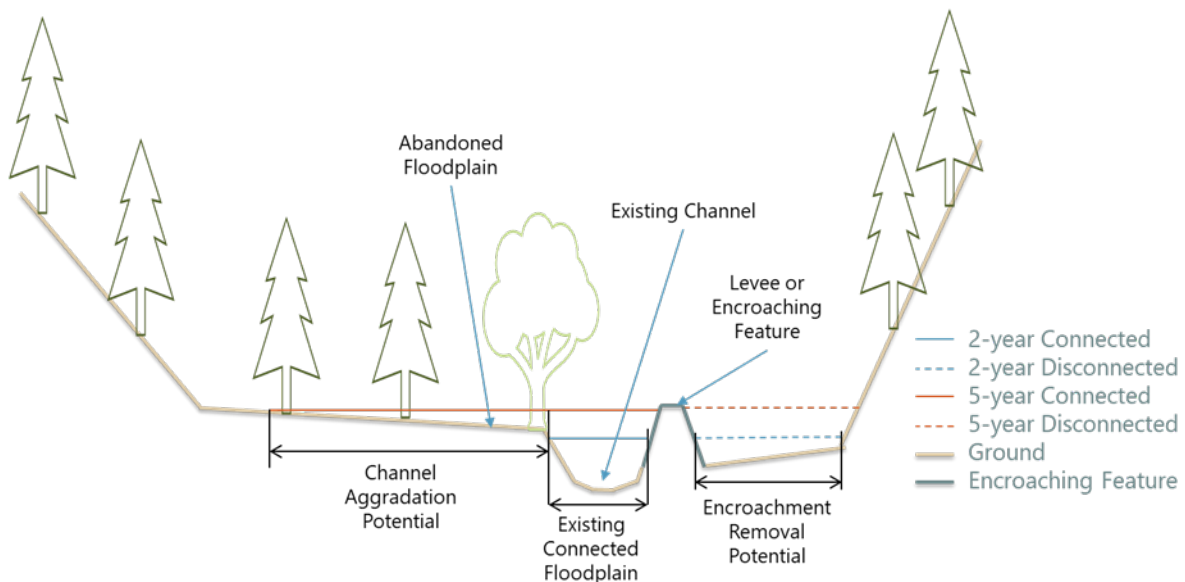 Abandoned
Floodplain
Existing Channel
Levee or
Encroaching
Feature
2-year Connected
2-year Disconnected
5-year Connected
5-year Disconnected
Ground
Encroaching Feature
Channel
Aggradation
Potential
Existing
Connected
Floodplain
Encroachment
Removal
Potential